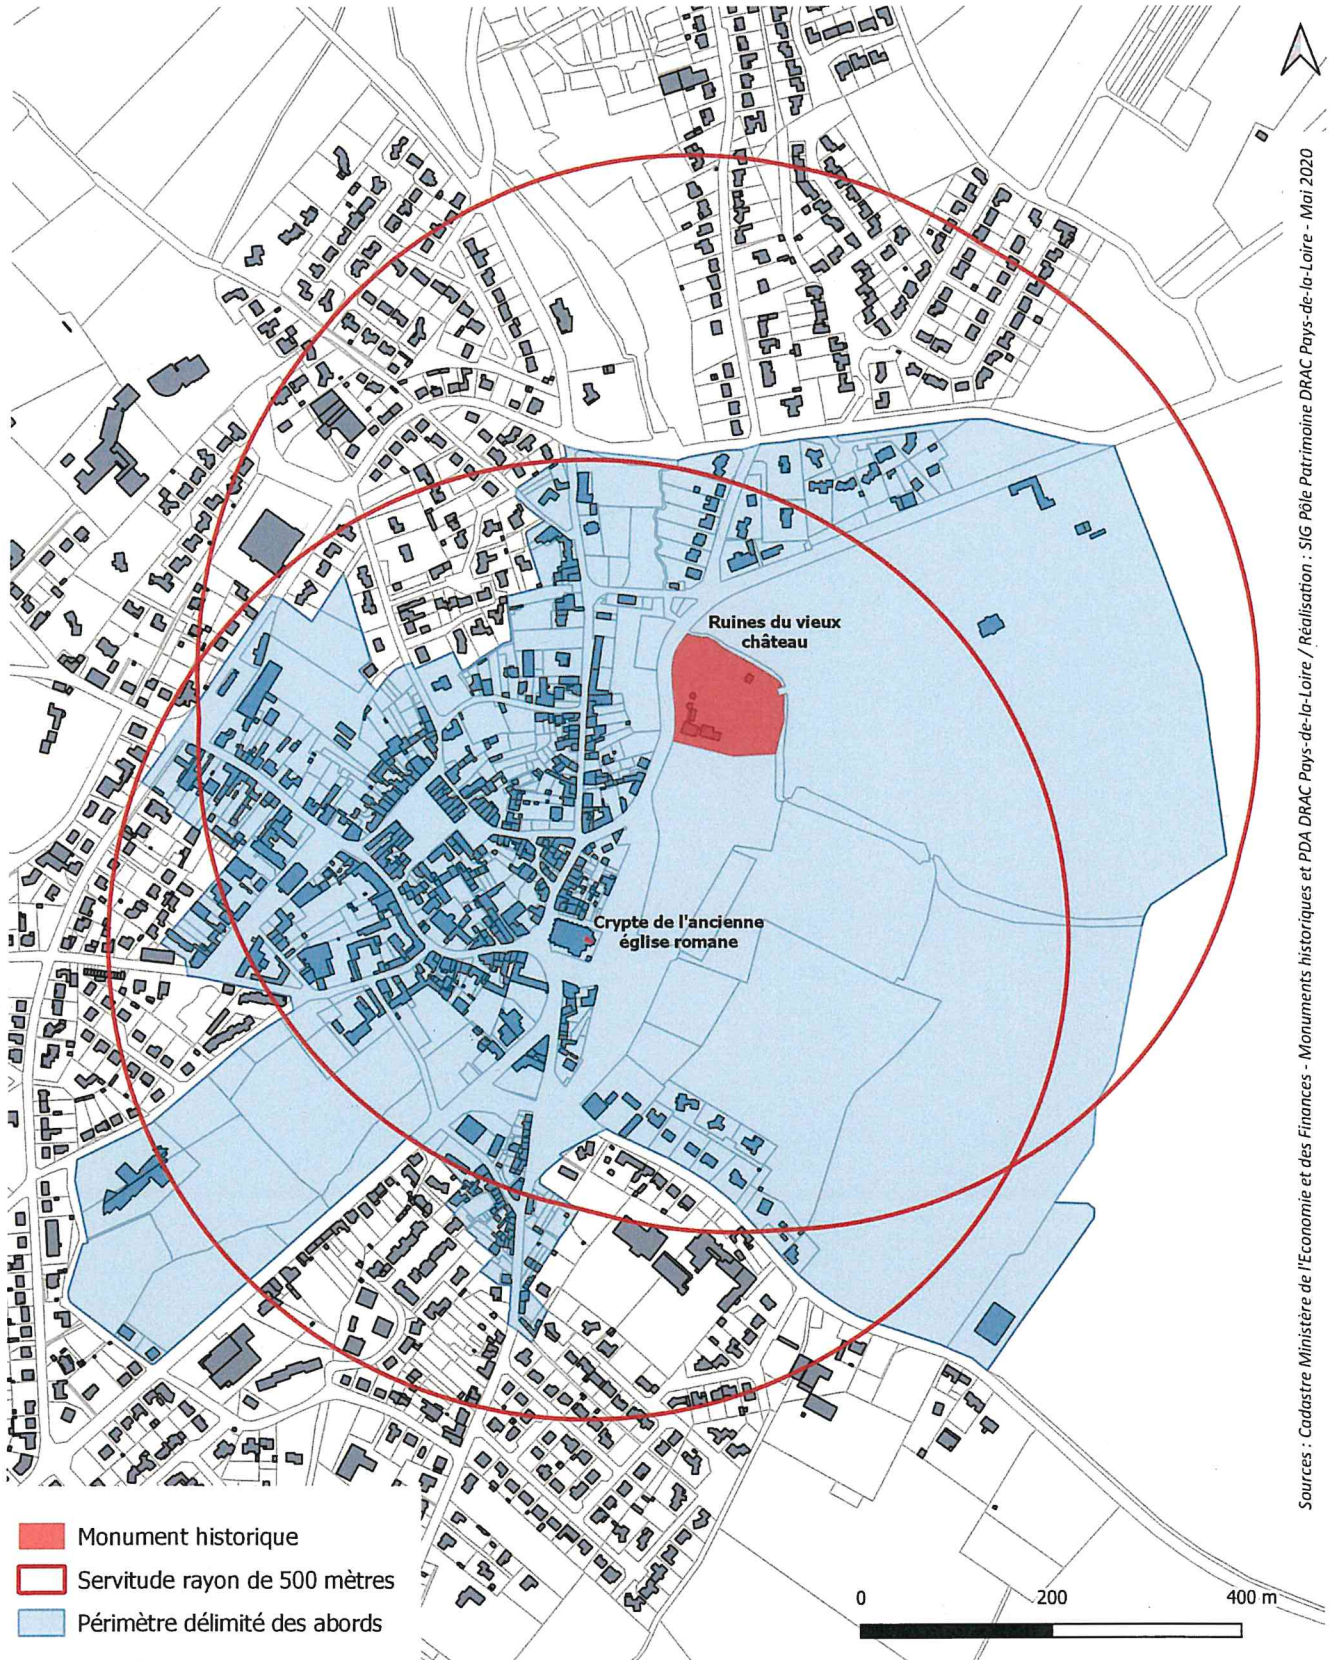 Ruines du vieux
château
Crypte de l'ancienne
église romane
Monument historique
Servitude rayon de 500 mètres
Périmètre délimité des abords
0 200 400 m
Sources : Cadastre Ministère de l'Economie et des Finances - Monuments historiques et PDA DRAC Pays-de-la-Loire / Réalisation : SIG Pôle Patrimoine DRAC Pays-de-la-Loire - Mai 2020